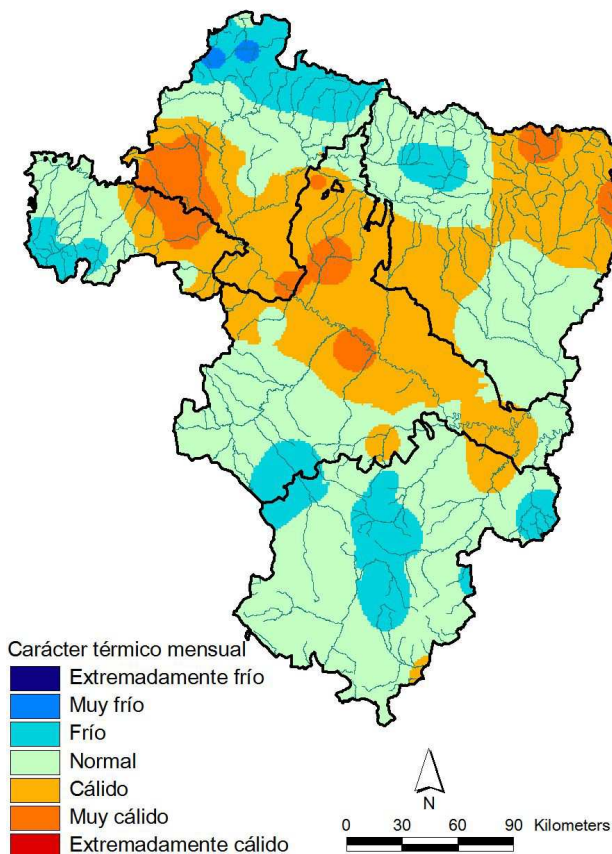 Carácter térmico mensual
Extremadamente frío
Muy frío
Frío
Normal
Cálido
Muy cálido
Extremadamente cálido
N
0 30 60 90 Kilometers